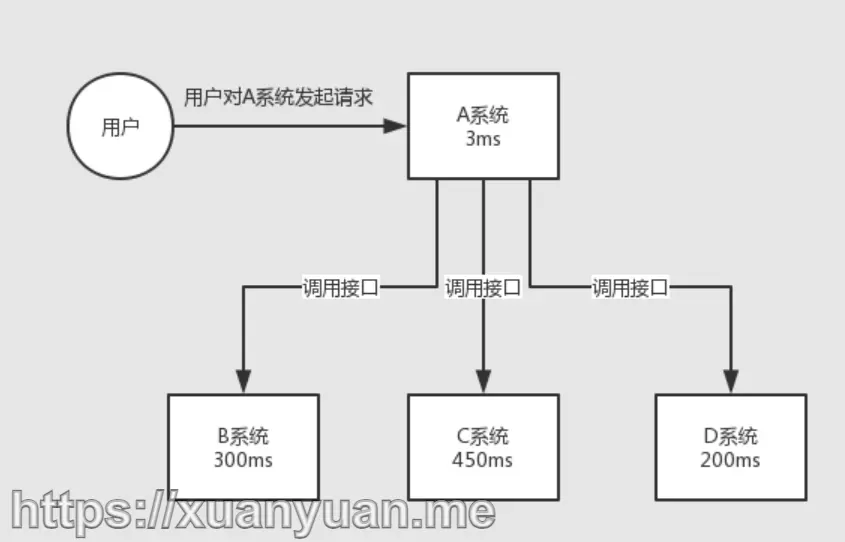 用户
用户对A系统发起请求
A系统
3ms
调用接口
调用接口
调用接口
B系统
300ms
C系统
450ms
D系统
200ms
https://xuanyuan.me